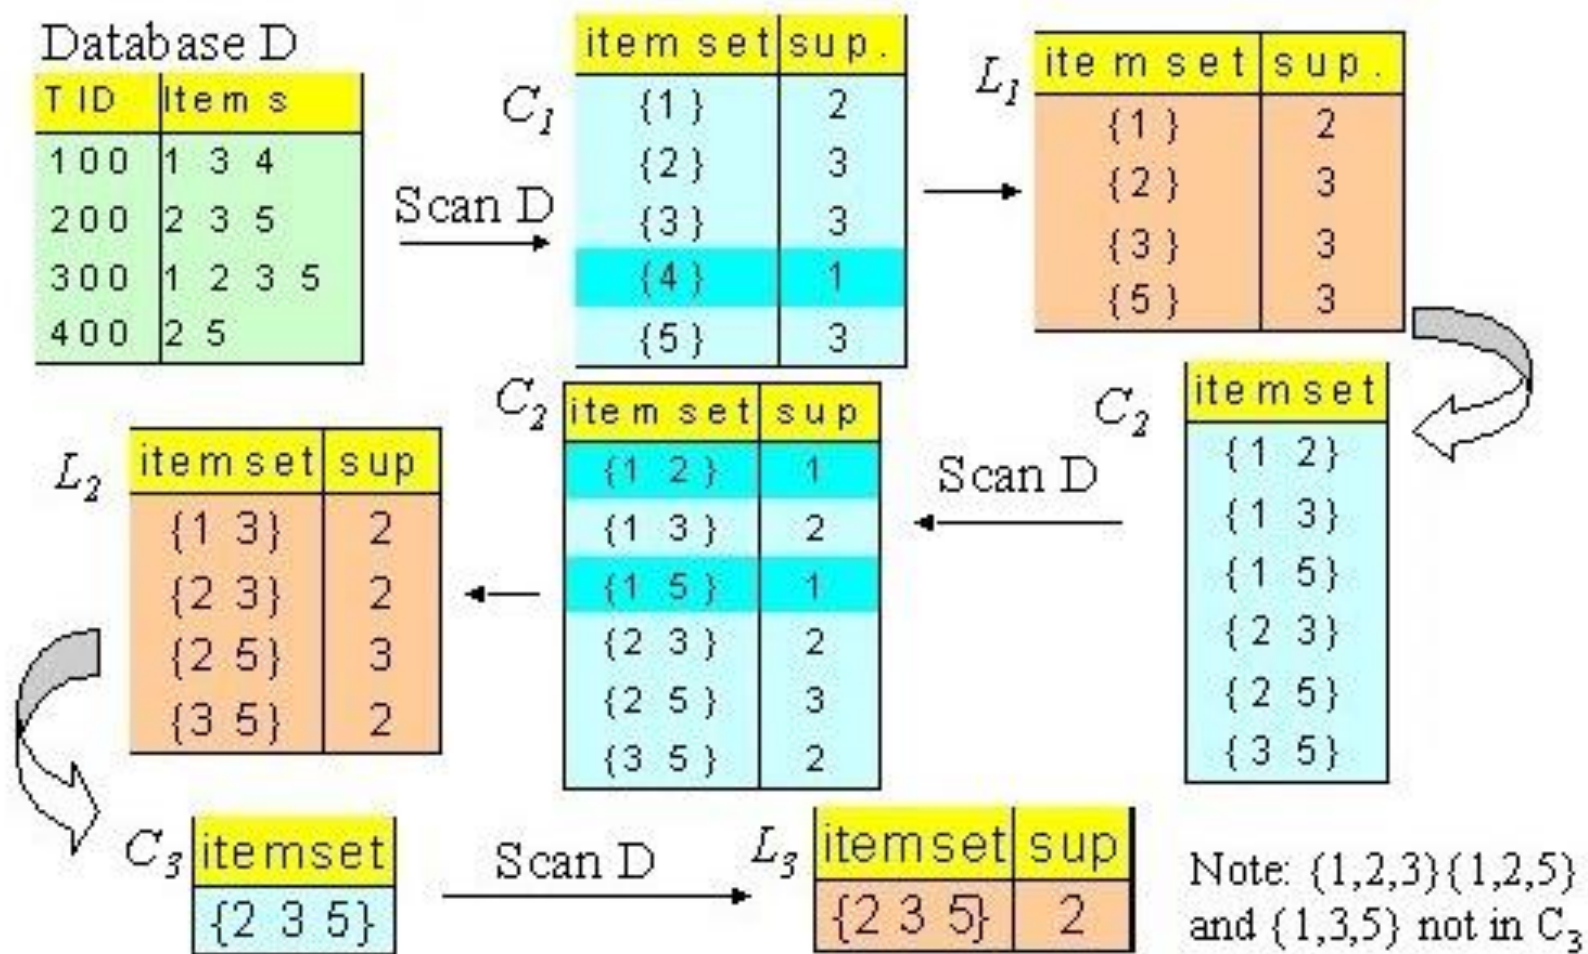 Database D
TID Items
100 1 3 4
200 2 3 5
300 1 2 3 5
400 2 5
Scan D
C1
itemset sup.
{1} 2
{2} 3
{3} 3
{4} 1
{5} 3
L1
itemset sup.
{1} 2
{2} 3
{3} 3
{5} 3
C2
itemset
{1 2}
{1 3}
{1 5}
{2 3}
{2 5}
{3 5}
Scan D
C2
itemset sup
{1 2} 1
{1 3} 2
{1 5} 1
{2 3} 2
{2 5} 3
{3 5} 2
L2
itemset sup
{1 3} 2
{2 3} 2
{2 5} 3
{3 5} 2
C3
itemset
{2 3 5}
Scan D
L3
itemset sup
{2 3 5} 2
Note: {1,2,3}{1,2,5}
and {1,3,5} not in C3